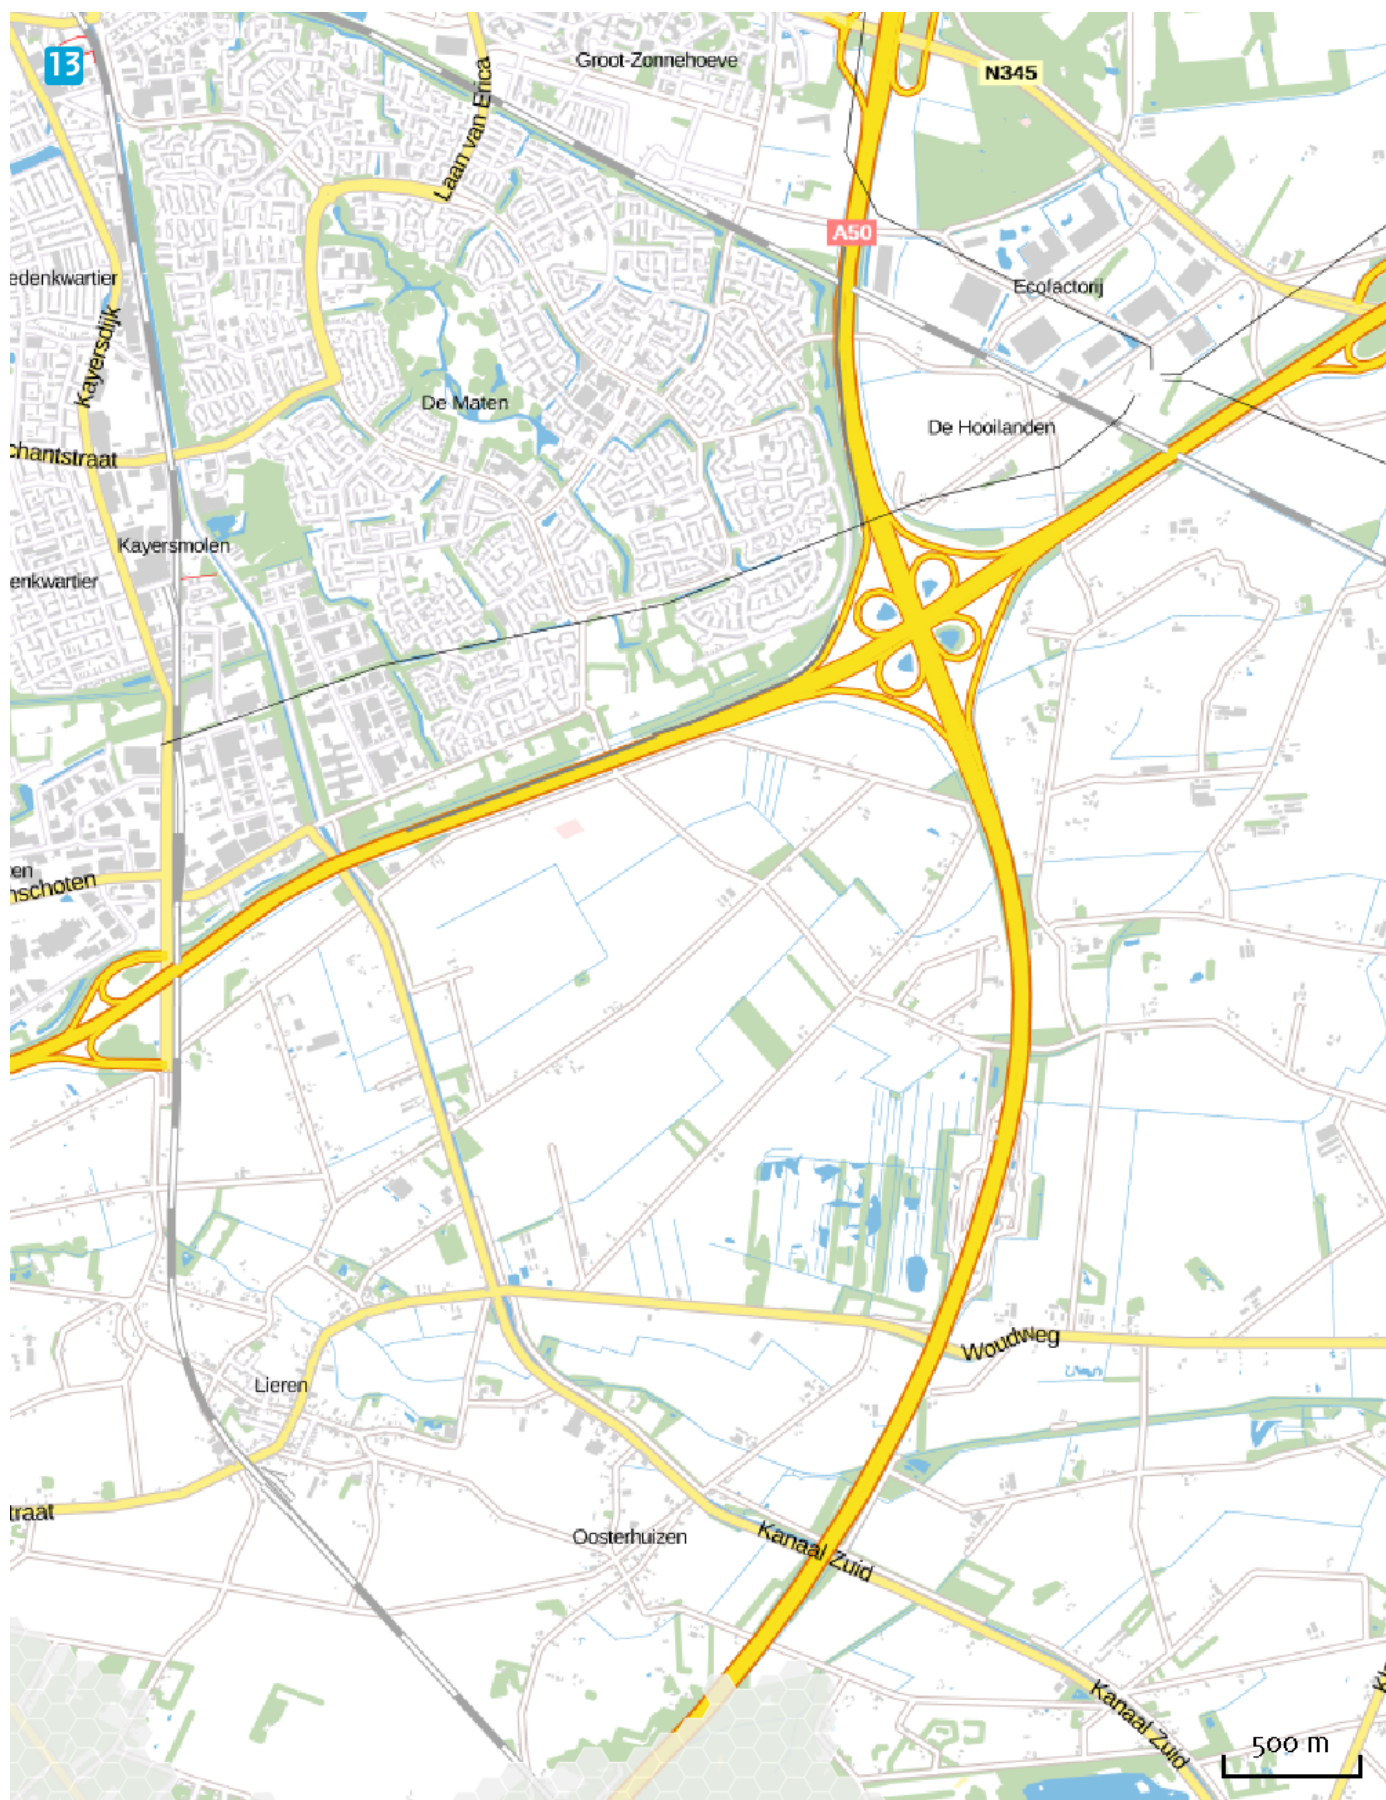 13
Groot-Zonnehoeve
N345
Laan van Erica
A50
edenkwartier
Ecofactorij
Kayersdijk
De Maten
De Hooilanden
chantstraat
Kayersmolen
enkwartier
en
nschoten
Woudweg
Lieren
traat
Oosterhuizen
Kanaal Zuid
Kanaal Zuid
500 m